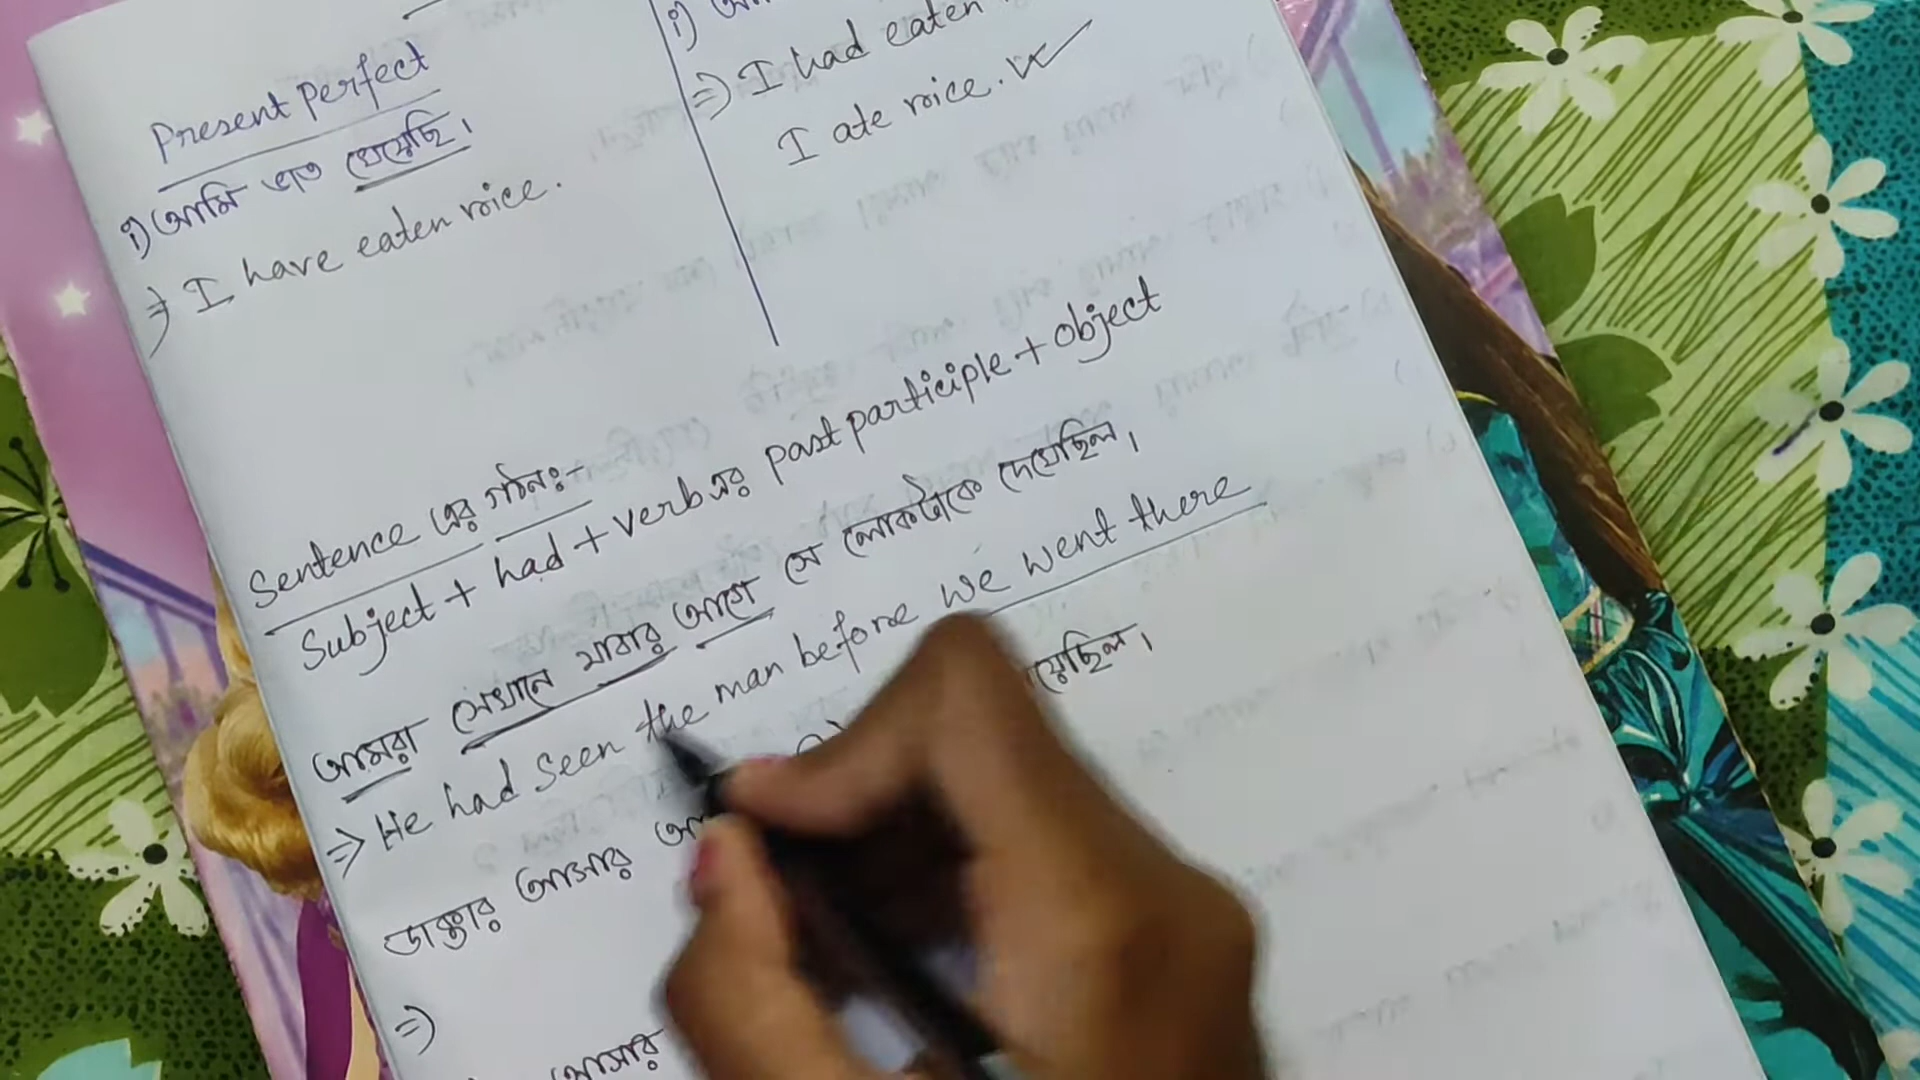 Present Perfect
i) আমি ভাত খেয়েছি।
⇒ I have eaten rice.
i)
⇒ I had eaten
I ate rice.
Sentence এর গঠনঃ-
Subject + had + verb এর past participle + object
আমরা সেখানে যাবার আগে সে লোকটাকে দেখেছিল।
⇒ He had seen the man before we went there
ডাক্তার আসার
⇒
আসার